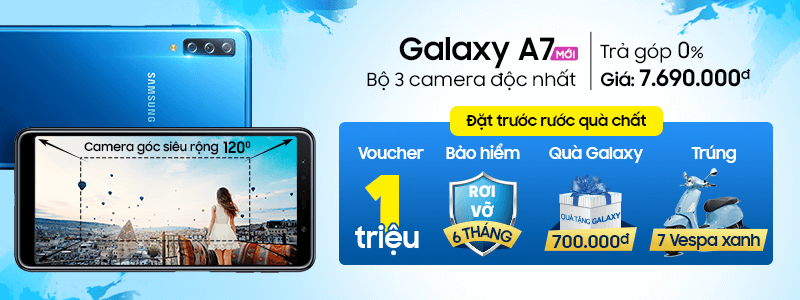 SAMSUNG
Camera góc siêu rộng 120⁰
Galaxy A7 MỚI
Bộ 3 camera độc nhất
Trả góp 0%
Giá: 7.690.000đ
Đặt trước rước quà chất
Voucher
1
triệu
Bảo hiểm
RƠI
VỠ
6 THÁNG
Quà Galaxy
QUÀ TẶNG GALAXY
700.000đ
Trúng
7 Vespa xanh